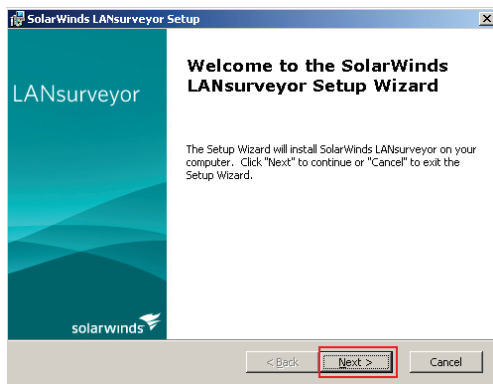 SolarWinds LANsurveyor Setup
LANsurveyor
Welcome to the SolarWinds
LANsurveyor Setup Wizard
The Setup Wizard will install SolarWinds LANsurveyor on your
computer. Click "Next" to continue or "Cancel" to exit the
Setup Wizard.
solarwinds
< Back
Next >
Cancel